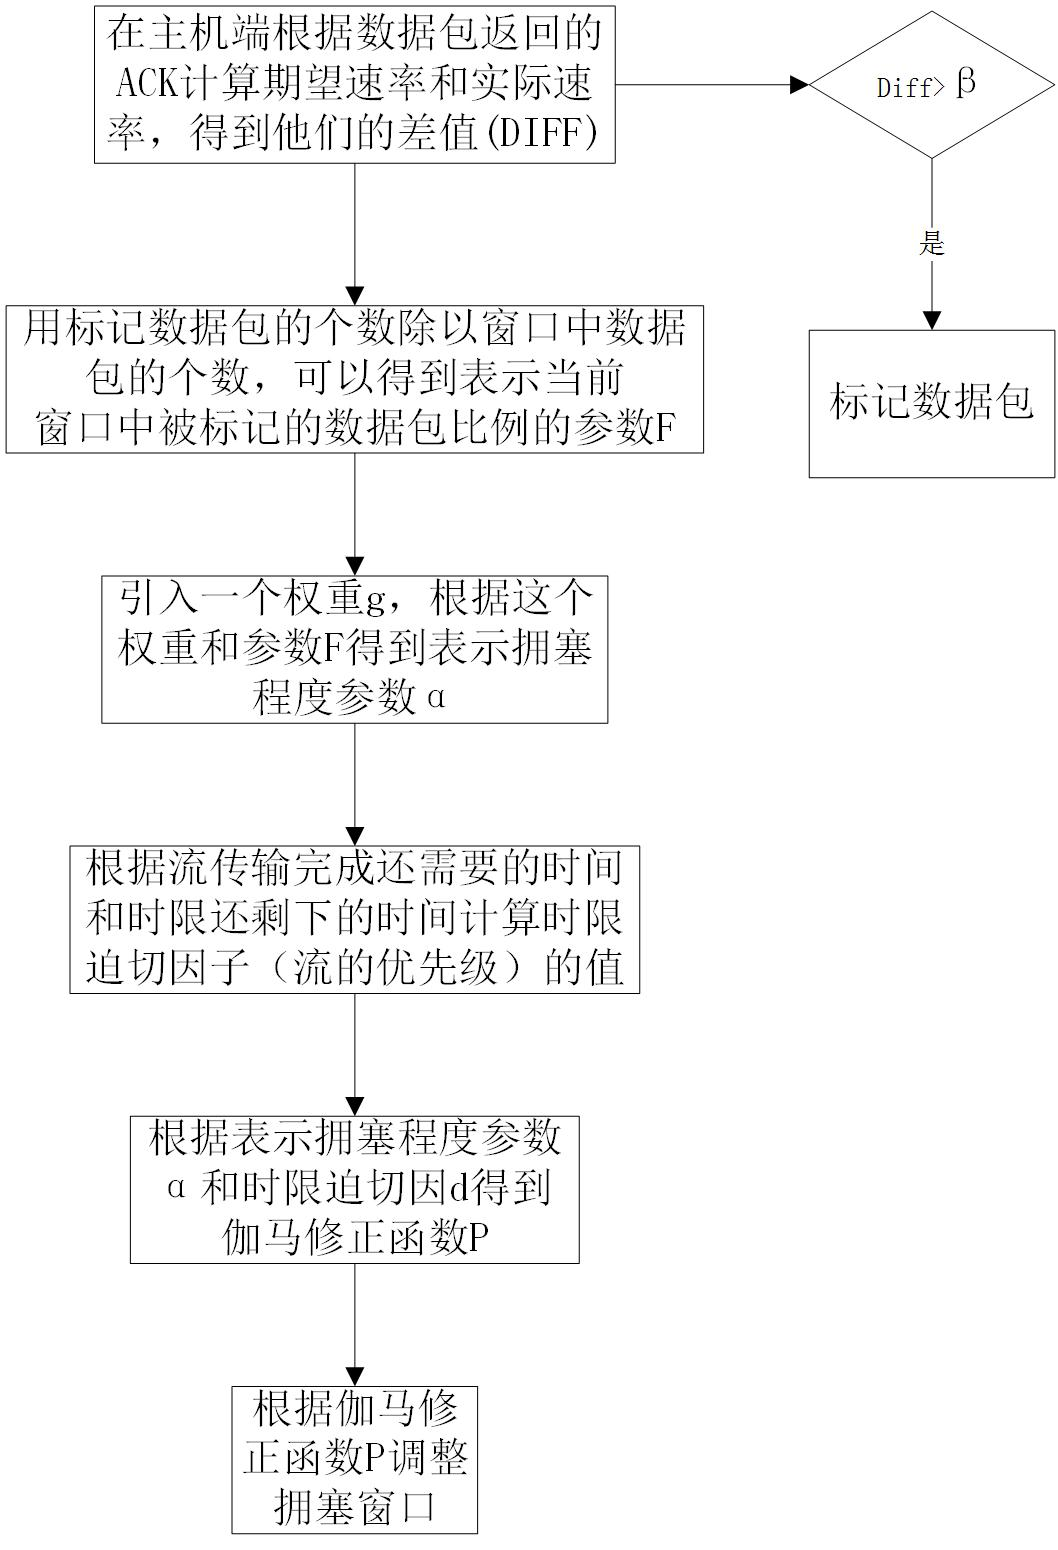 在主机端根据数据包返回的
ACK计算期望速率和实际速
率，得到他们的差值(DIFF)
Diff>β
是
标记数据包
用标记数据包的个数除以窗口中数据
包的个数，可以得到表示当前
窗口中被标记的数据包比例的参数F
引入一个权重g，根据这个
权重和参数F得到表示拥塞
程度参数α
根据流传输完成还需要的时间
和时限还剩下的时间计算时限
迫切因子（流的优先级）的值
根据表示拥塞程度参数
α和时限迫切因d得到
伽马修正函数P
根据伽马修
正函数P调整
拥塞窗口